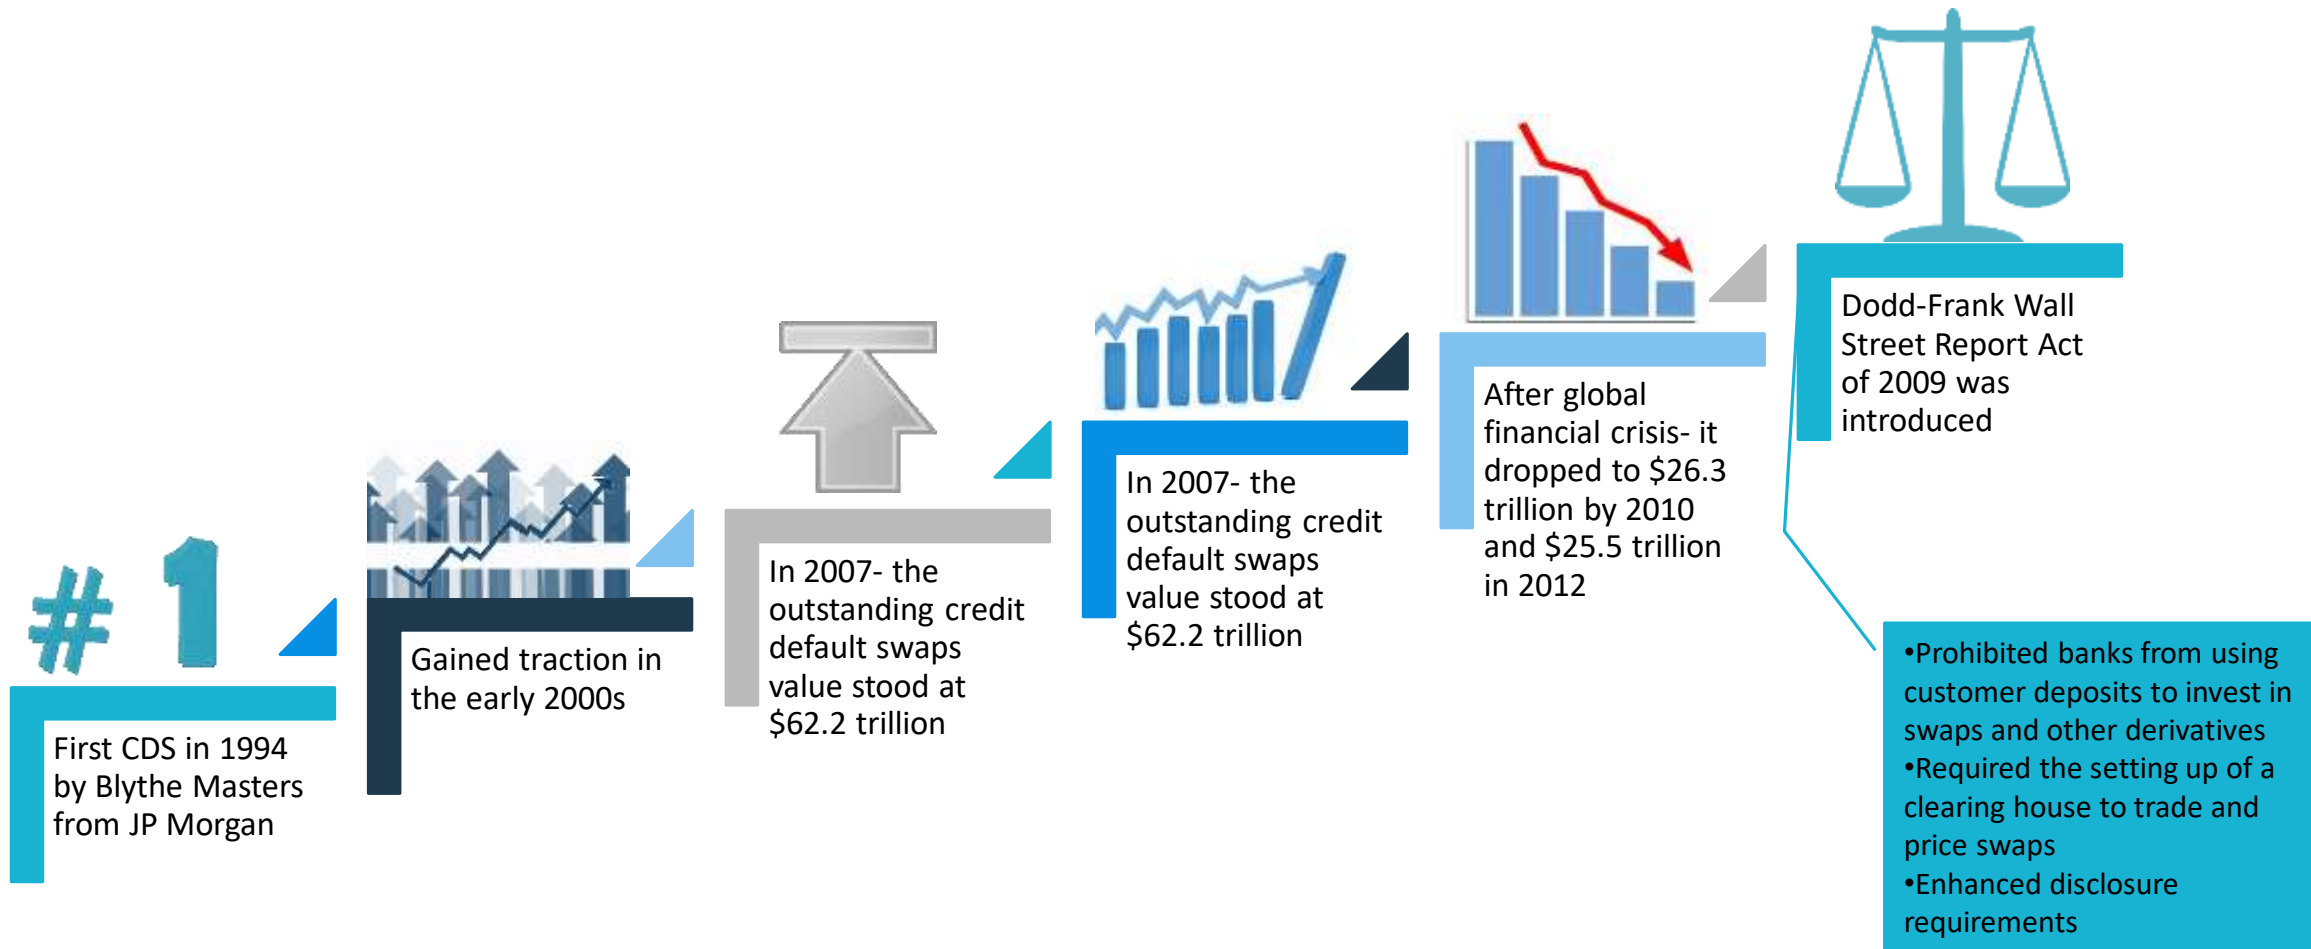 # 1
First CDS in 1994
by Blythe Masters
from JP Morgan
Gained traction in
the early 2000s
In 2007- the
outstanding credit
default swaps
value stood at
$62.2 trillion
In 2007- the
outstanding credit
default swaps
value stood at
$62.2 trillion
After global
financial crisis- it
dropped to $26.3
trillion by 2010
and $25.5 trillion
in 2012
Dodd-Frank Wall
Street Report Act
of 2009 was
introduced
•Prohibited banks from using
customer deposits to invest in
swaps and other derivatives
•Required the setting up of a
clearing house to trade and
price swaps
•Enhanced disclosure
requirements